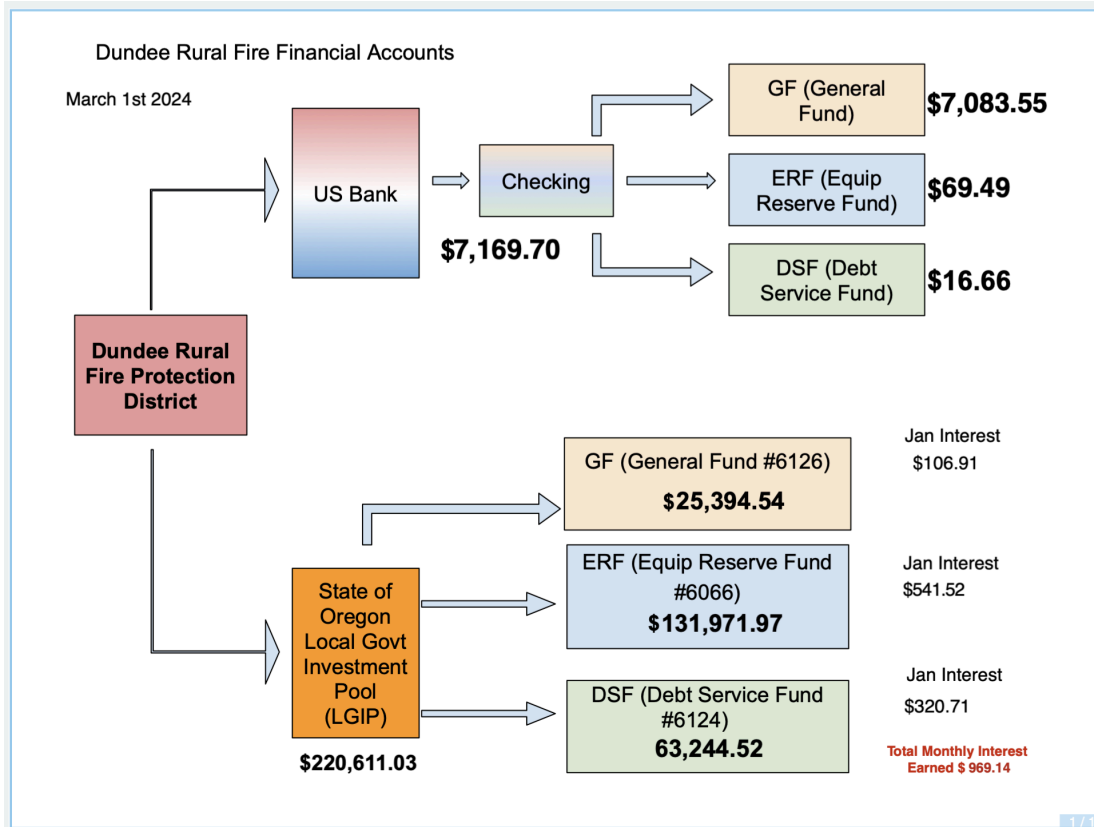 Dundee Rural Fire Financial Accounts
March 1st 2024
US Bank
Checking
$7,169.70
GF (General
Fund)
$7,083.55
ERF (Equip
Reserve Fund)
$69.49
DSF (Debt
Service Fund)
$16.66
Dundee Rural
Fire Protection
District
State of
Oregon
Local Govt
Investment
Pool
(LGIP)
$220,611.03
GF (General Fund #6126)
$25,394.54
Jan Interest
$106.91
ERF (Equip Reserve Fund
#6066)
$131,971.97
Jan Interest
$541.52
DSF (Debt Service Fund
#6124)
63,244.52
Jan Interest
$320.71
Total Monthly Interest
Earned $ 969.14
1/1